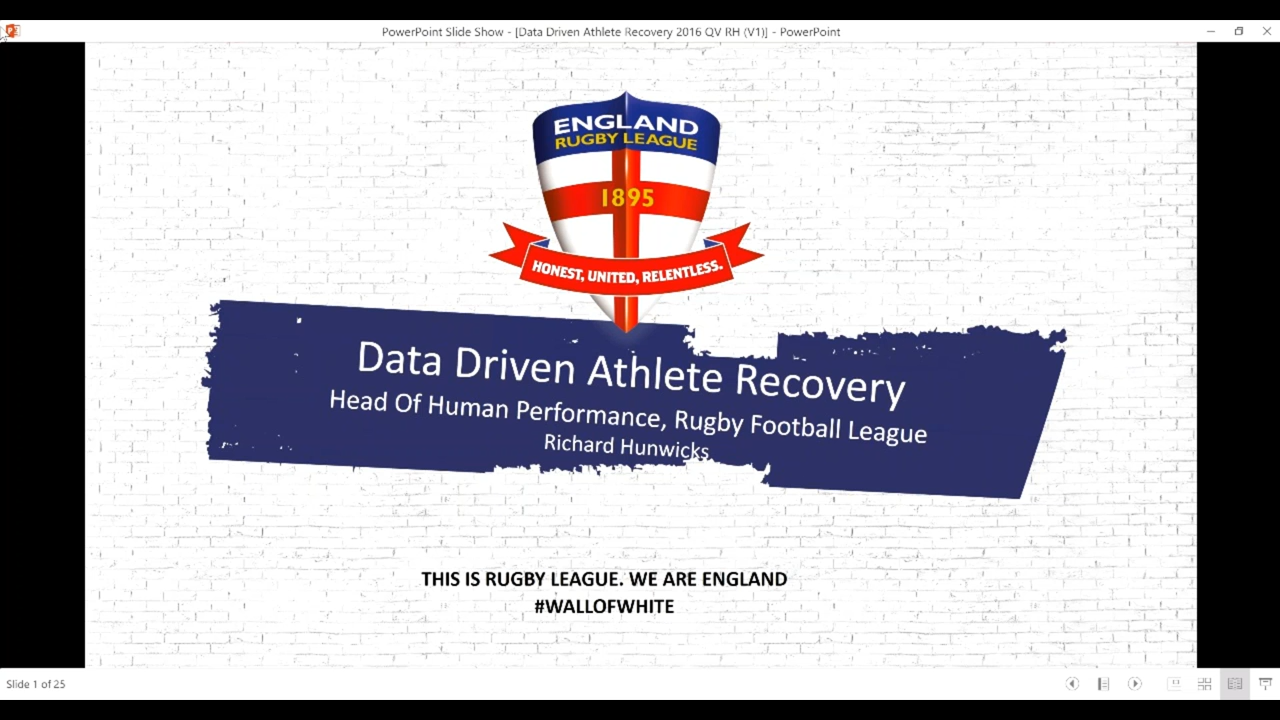 PowerPoint Slide Show - [Data Driven Athlete Recovery 2016 QV RH (V1)] - PowerPoint
ENGLAND
RUGBY LEAGUE
1895
HONEST, UNITED, RELENTLESS.
Data Driven Athlete Recovery
Head Of Human Performance, Rugby Football League
Richard Hunwicks
THIS IS RUGBY LEAGUE. WE ARE ENGLAND
#WALLOFWHITE
Slide 1 of 25